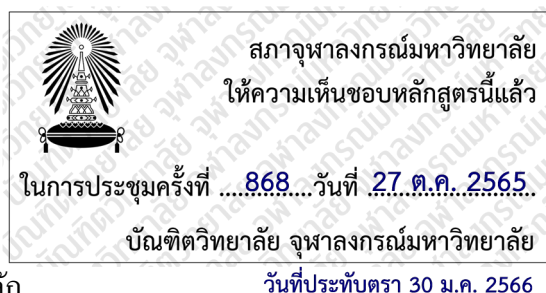 สภาจุฬาลงกรณ์มหาวิทยาลัย
ให้ความเห็นชอบหลักสูตรนี้แล้ว
ในการประชุมครั้งที่ ....868....วันที่ .27 ต.ค. 2565.
บัณฑิตวิทยาลัย จุฬาลงกรณ์มหาวิทยาลัย
วันที่ประทับตรา 30 ม.ค. 2566